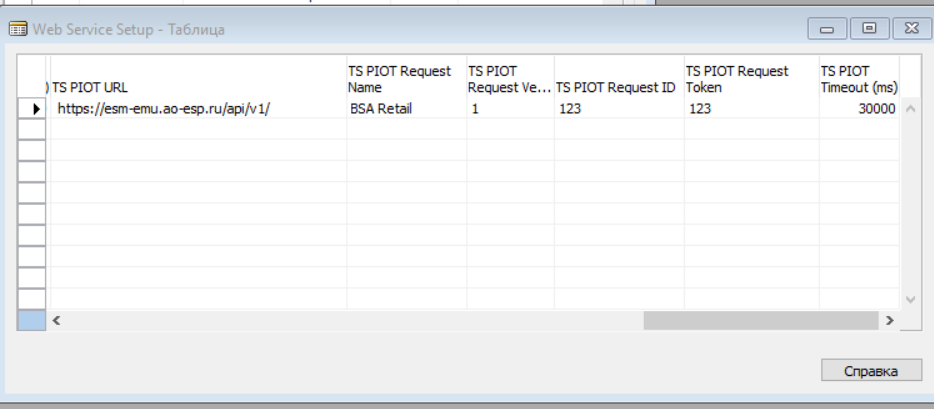 Web Service Setup - Таблица
) TS PIOT URL
TS PIOT Request Name
TS PIOT Request Ve...
TS PIOT Request ID
TS PIOT Request Token
TS PIOT Timeout (ms)
https://esm-emu.ao-esp.ru/api/v1/
BSA Retail
1
123
123
30000
Справка